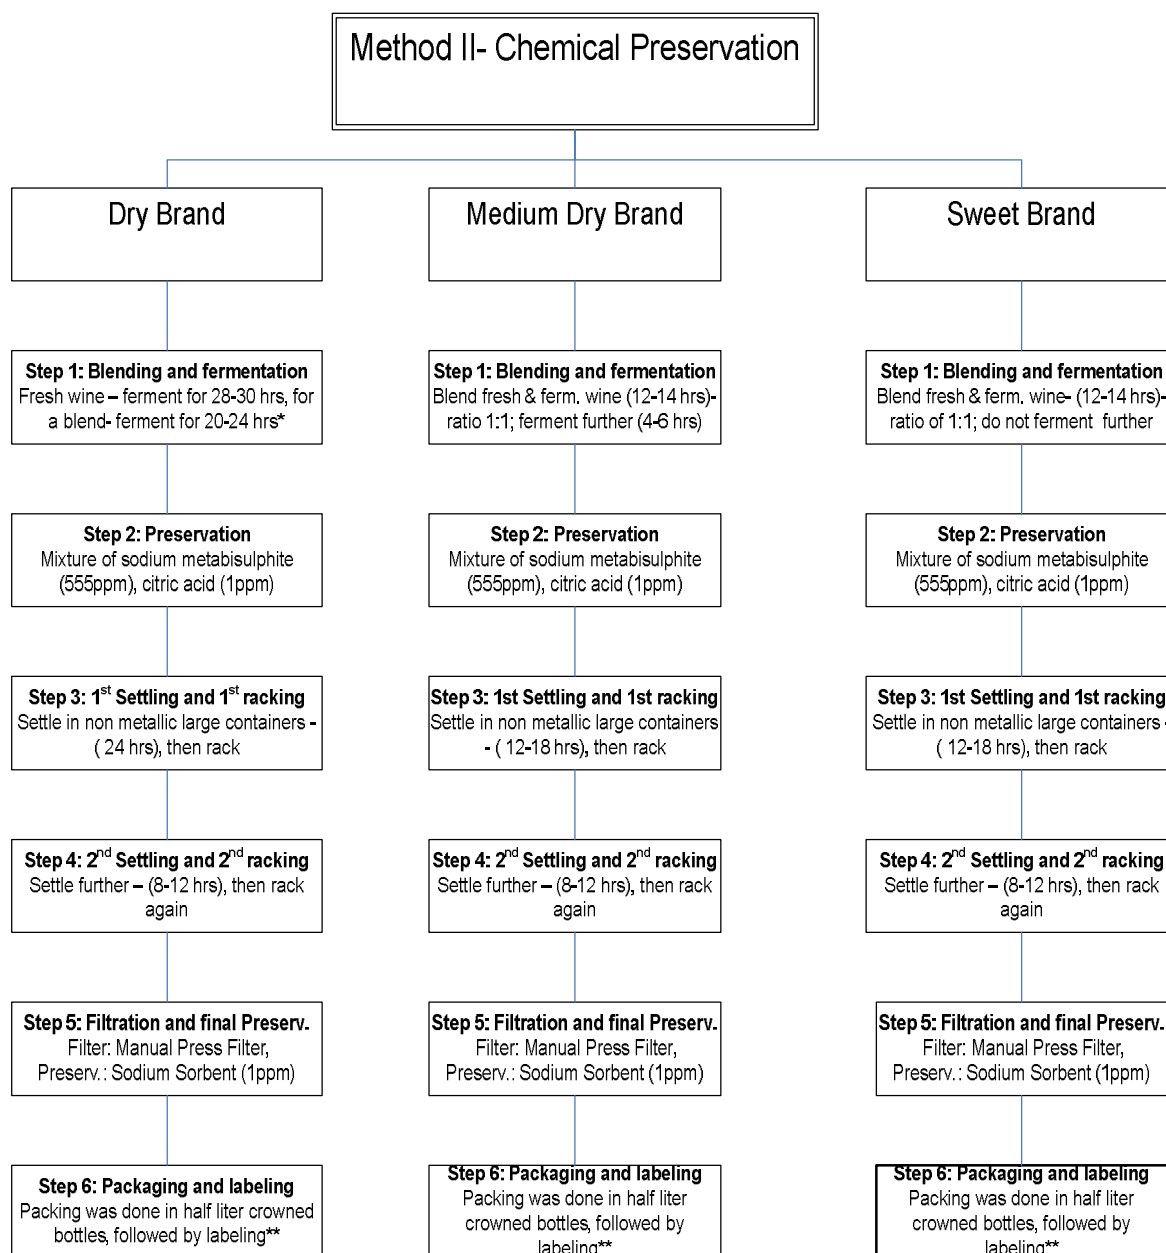 Method II- Chemical Preservation
Dry Brand
Medium Dry Brand
Sweet Brand
Step 1: Blending and fermentation
Fresh wine – ferment for 28-30 hrs, for
a blend- ferment for 20-24 hrs*
Step 1: Blending and fermentation
Blend fresh & ferm. wine (12-14 hrs)-
ratio 1:1; ferment further (4-6 hrs)
Step 1: Blending and fermentation
Blend fresh & ferm. wine- (12-14 hrs)-
ratio of 1:1; do not ferment further
Step 2: Preservation
Mixture of sodium metabisulphite
(555ppm), citric acid (1ppm)
Step 2: Preservation
Mixture of sodium metabisulphite
(555ppm), citric acid (1ppm)
Step 2: Preservation
Mixture of sodium metabisulphite
(555ppm), citric acid (1ppm)
Step 3: 1st Settling and 1st racking
Settle in non metallic large containers -
( 24 hrs), then rack
Step 3: 1st Settling and 1st racking
Settle in non metallic large containers
- ( 12-18 hrs), then rack
Step 3: 1st Settling and 1st racking
Settle in non metallic large containers -
( 12-18 hrs), then rack
Step 4: 2nd Settling and 2nd racking
Settle further – (8-12 hrs), then rack
again
Step 4: 2nd Settling and 2nd racking
Settle further – (8-12 hrs), then rack
again
Step 4: 2nd Settling and 2nd racking
Settle further – (8-12 hrs), then rack
again
Step 5: Filtration and final Preserv.
Filter: Manual Press Filter,
Preserv.: Sodium Sorbent (1ppm)
Step 5: Filtration and final Preserv.
Filter: Manual Press Filter,
Preserv.: Sodium Sorbent (1ppm)
Step 5: Filtration and final Preserv.
Filter: Manual Press Filter,
Preserv.: Sodium Sorbent (1ppm)
Step 6: Packaging and labeling
Packing was done in half liter crowned
bottles, followed by labeling**
Step 6: Packaging and labeling
Packing was done in half liter
crowned bottles, followed by
labeling**
Step 6: Packaging and labeling
Packing was done in half liter
crowned bottles, followed by
labeling**